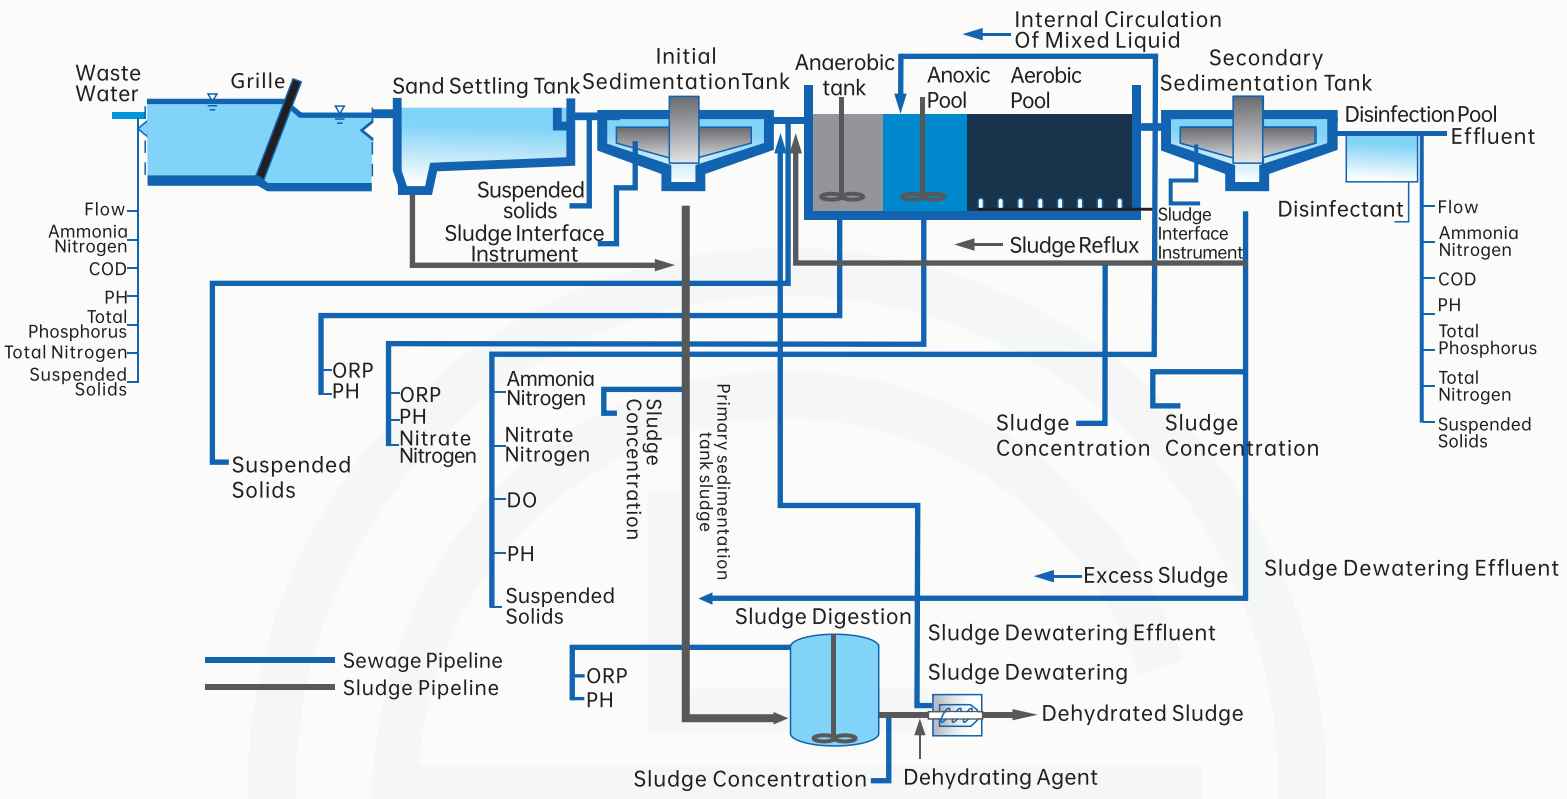 Internal Circulation
Of Mixed Liquid
Waste
Water
Grille
Sand Settling Tank
Initial
Sedimentation Tank
Anaerobic
tank
Anoxic
Pool
Aerobic
Pool
Secondary
Sedimentation Tank
Disinfection Pool
Effluent
Flow
Ammonia
Nitrogen
COD
PH
Total
Phosphorus
Total Nitrogen
Suspended
Solids
Suspended
solids
Sludge Interface
Instrument
Sludge Reflux
Sludge
Interface
Instrument
Disinfectant
Flow
Ammonia
Nitrogen
COD
PH
Total
Phosphorus
Total
Nitrogen
Suspended
Solids
Suspended
Solids
ORP
PH
ORP
PH
Nitrate
Nitrogen
Ammonia
Nitrogen
Nitrate
Nitrogen
DO
PH
Suspended
Solids
Sludge
Concentration
Primary sedimentation
tank sludge
Sludge
Concentration
Sludge
Concentration
Excess Sludge
Sludge Dewatering Effluent
Sludge Digestion
Sludge Dewatering Effluent
Sludge Dewatering
Sewage Pipeline
Sludge Pipeline
ORP
PH
Dehydrated Sludge
Sludge Concentration
Dehydrating Agent